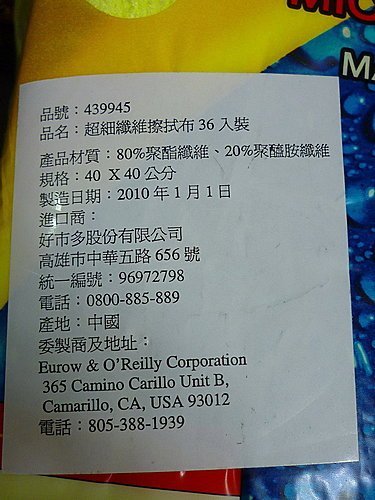 MIC
MA
品號：439945
品名：超細纖維擦拭布 36 入裝
產品材質：80%聚酯纖維、20%聚醯胺纖維
規格：40 X 40 公分
製造日期：2010 年 1 月 1 日
進口商：
好市多股份有限公司
高雄市中華五路 656 號
統一編號：96972798
電話：0800-885-889
產地：中國
委製商及地址：
Eurow & O'Reilly Corporation
365 Camino Carillo Unit B,
Camarillo, CA, USA 93012
電話：805-388-1939